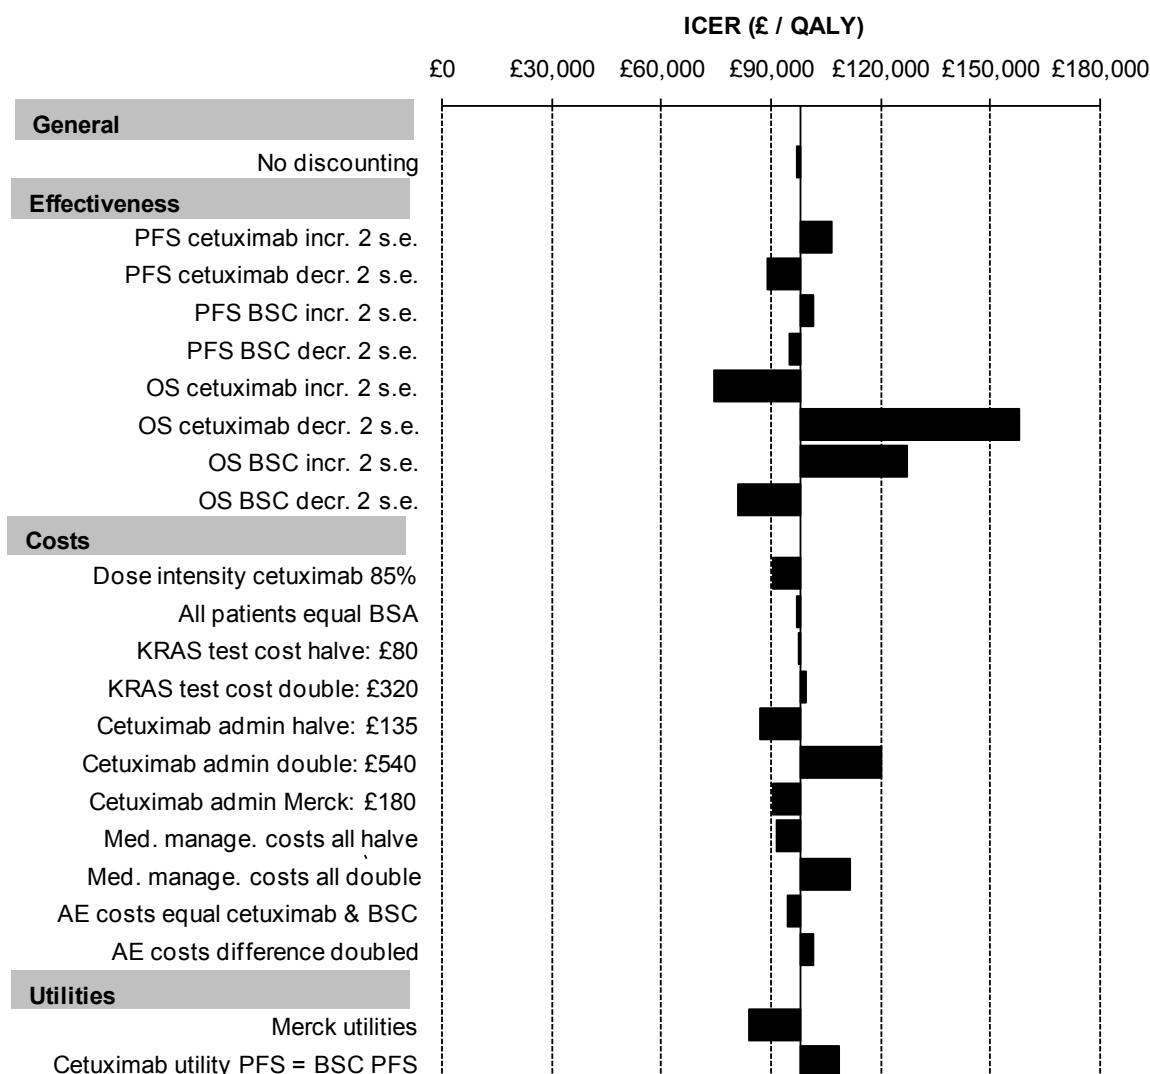 ICER (£ / QALY)
£0 £30,000 £60,000 £90,000 £120,000 £150,000 £180,000
General
No discounting
Effectiveness
PFS cetuximab incr. 2 s.e.
PFS cetuximab decr. 2 s.e.
PFS BSC incr. 2 s.e.
PFS BSC decr. 2 s.e.
OS cetuximab incr. 2 s.e.
OS cetuximab decr. 2 s.e.
OS BSC incr. 2 s.e.
OS BSC decr. 2 s.e.
Costs
Dose intensity cetuximab 85%
All patients equal BSA
KRAS test cost halve: £80
KRAS test cost double: £320
Cetuximab admin halve: £135
Cetuximab admin double: £540
Cetuximab admin Merck: £180
Med. manage. costs all halve
Med. manage. costs all double
AE costs equal cetuximab & BSC
AE costs difference doubled
Utilities
Merck utilities
Cetuximab utility PFS = BSC PFS